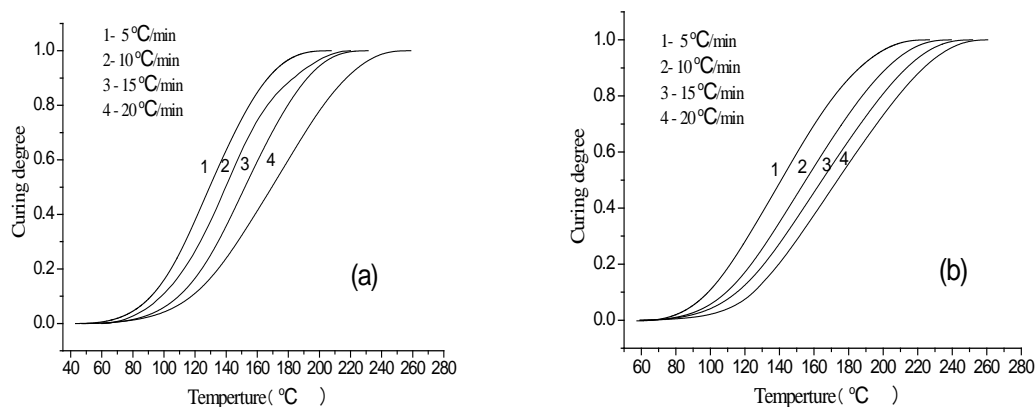 1- 5℃/min
2- 10℃/min
3 - 15℃/min
4 - 20℃/min
1.0
0.8
0.6
0.4
0.2
0.0
Curing degree
1 2 3 4
(a)
40 60 80 100 120 140 160 180 200 220 240 260 280
Temperture( ℃ )
1- 5℃/min
2- 10℃/min
3 - 15℃/min
4 - 20℃/min
1.0
0.8
0.6
0.4
0.2
0.0
Curing degree
1 2 3 4
(b)
60 80 100 120 140 160 180 200 220 240 260 280
Temperture( ℃ )